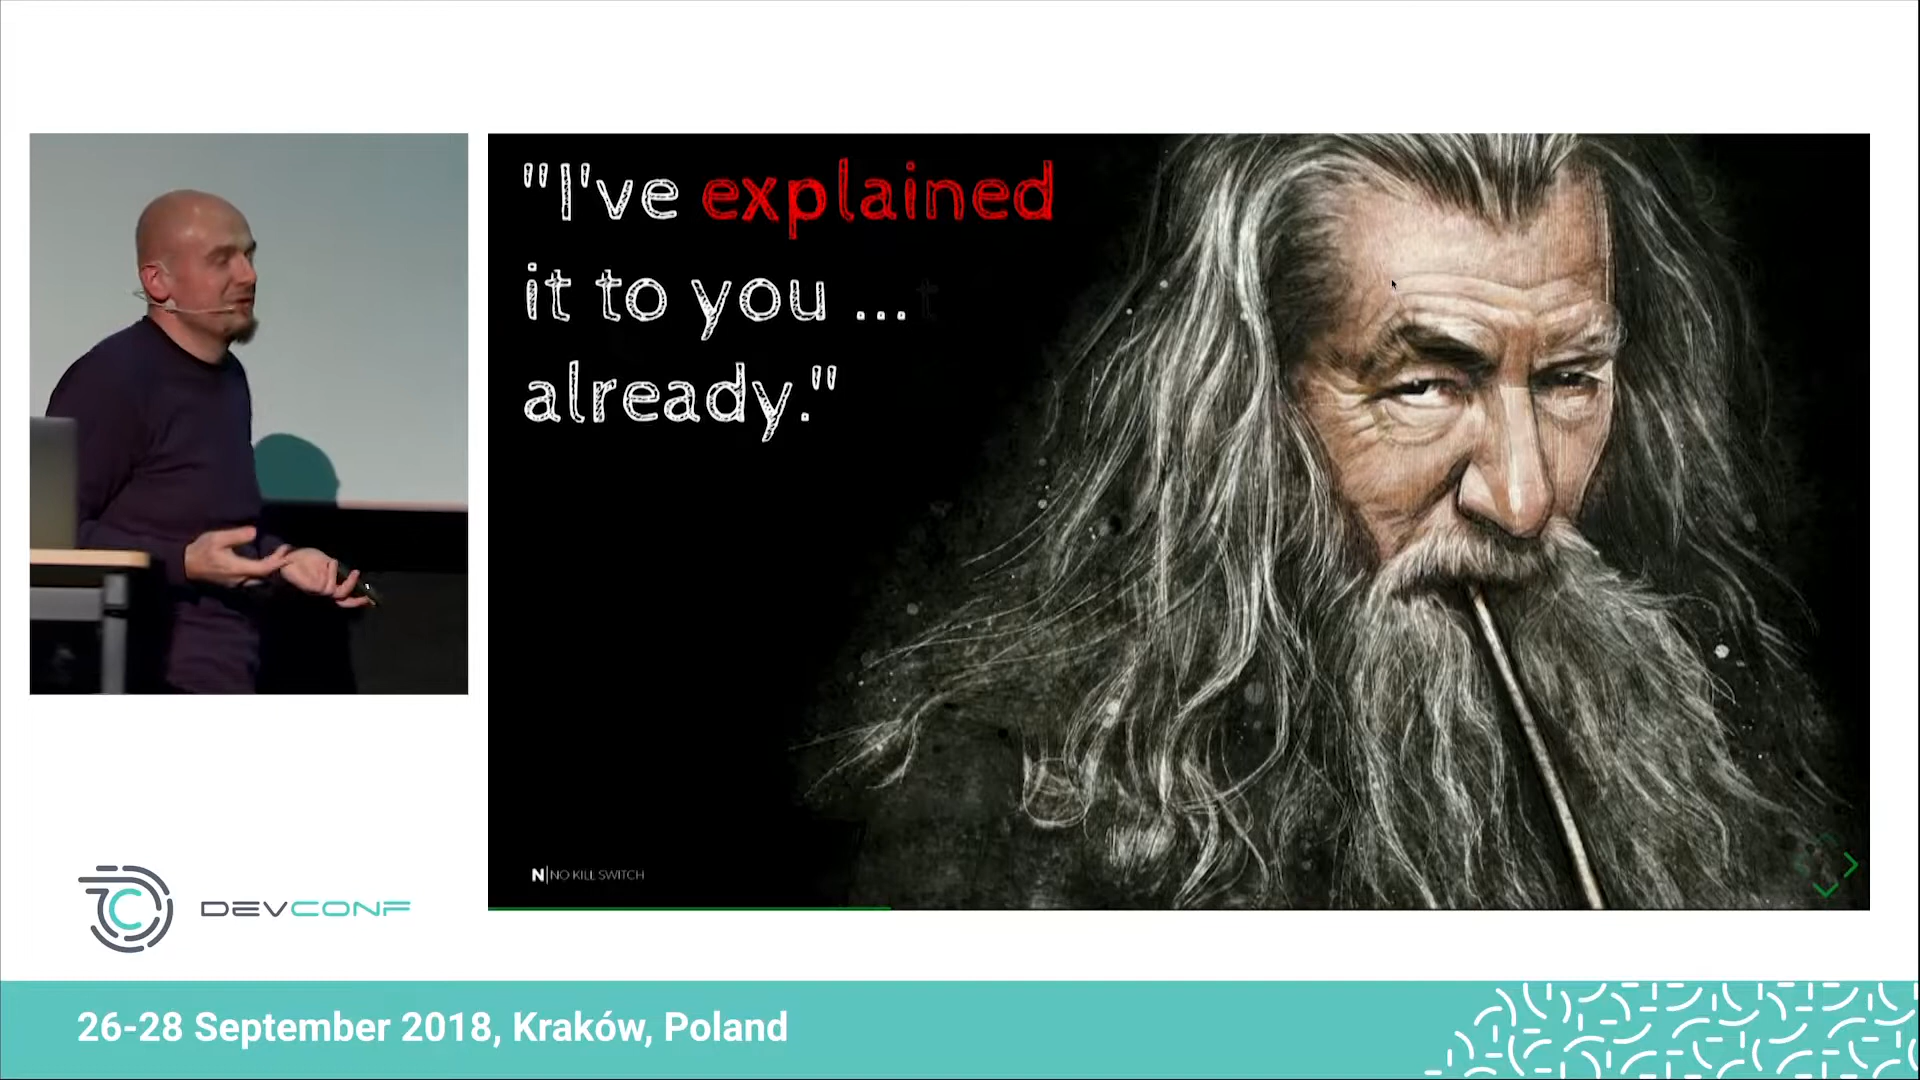 "I've explained
it to you ...
already."
N|NO KILL SWITCH
DEVCONF
26-28 September 2018, Kraków, Poland